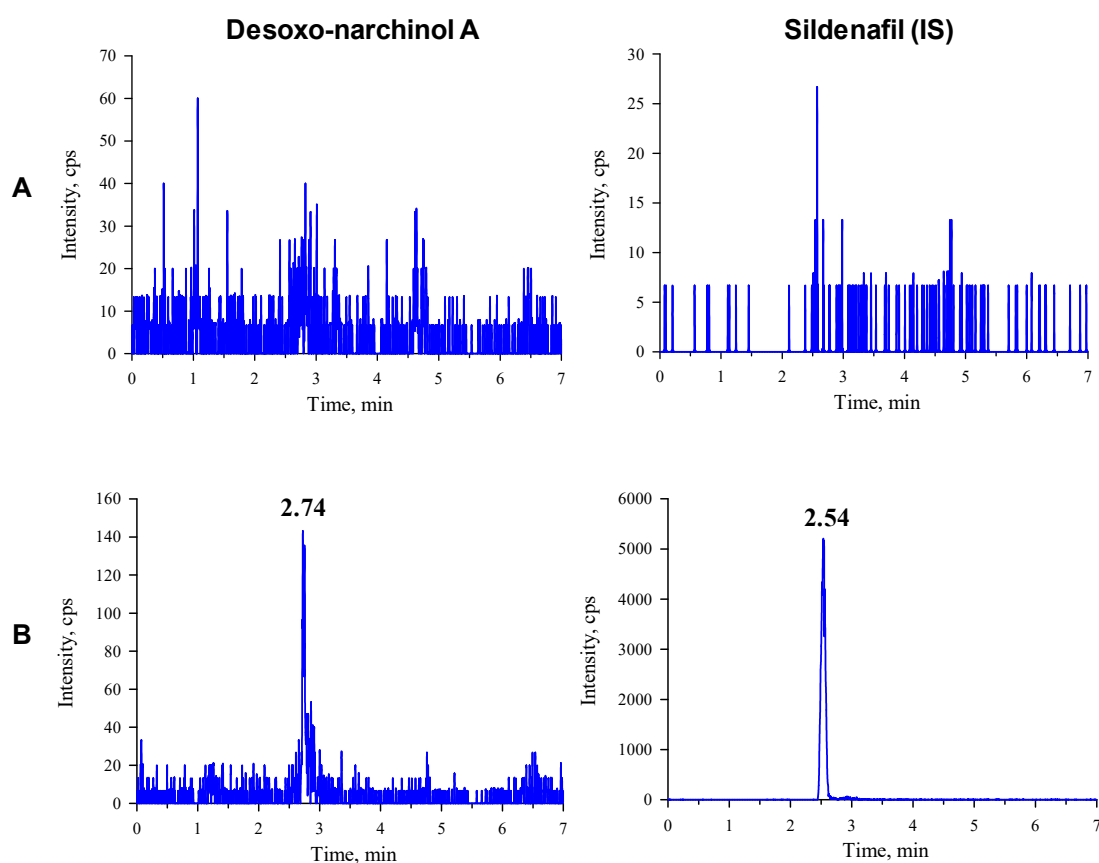 Desoxo-narchinol A
Sildenafil (IS)
A
Intensity, cps
70
60
50
40
30
20
10
0
0 1 2 3 4 5 6 7
Time, min
Intensity, cps
30
25
20
15
10
5
0
0 1 2 3 4 5 6 7
Time, min
B
Intensity, cps
160
140
120
100
80
60
40
20
0
2.74
0 1 2 3 4 5 6 7
Time, min
Intensity, cps
6000
5000
4000
3000
2000
1000
0
2.54
0 1 2 3 4 5 6 7
Time, min